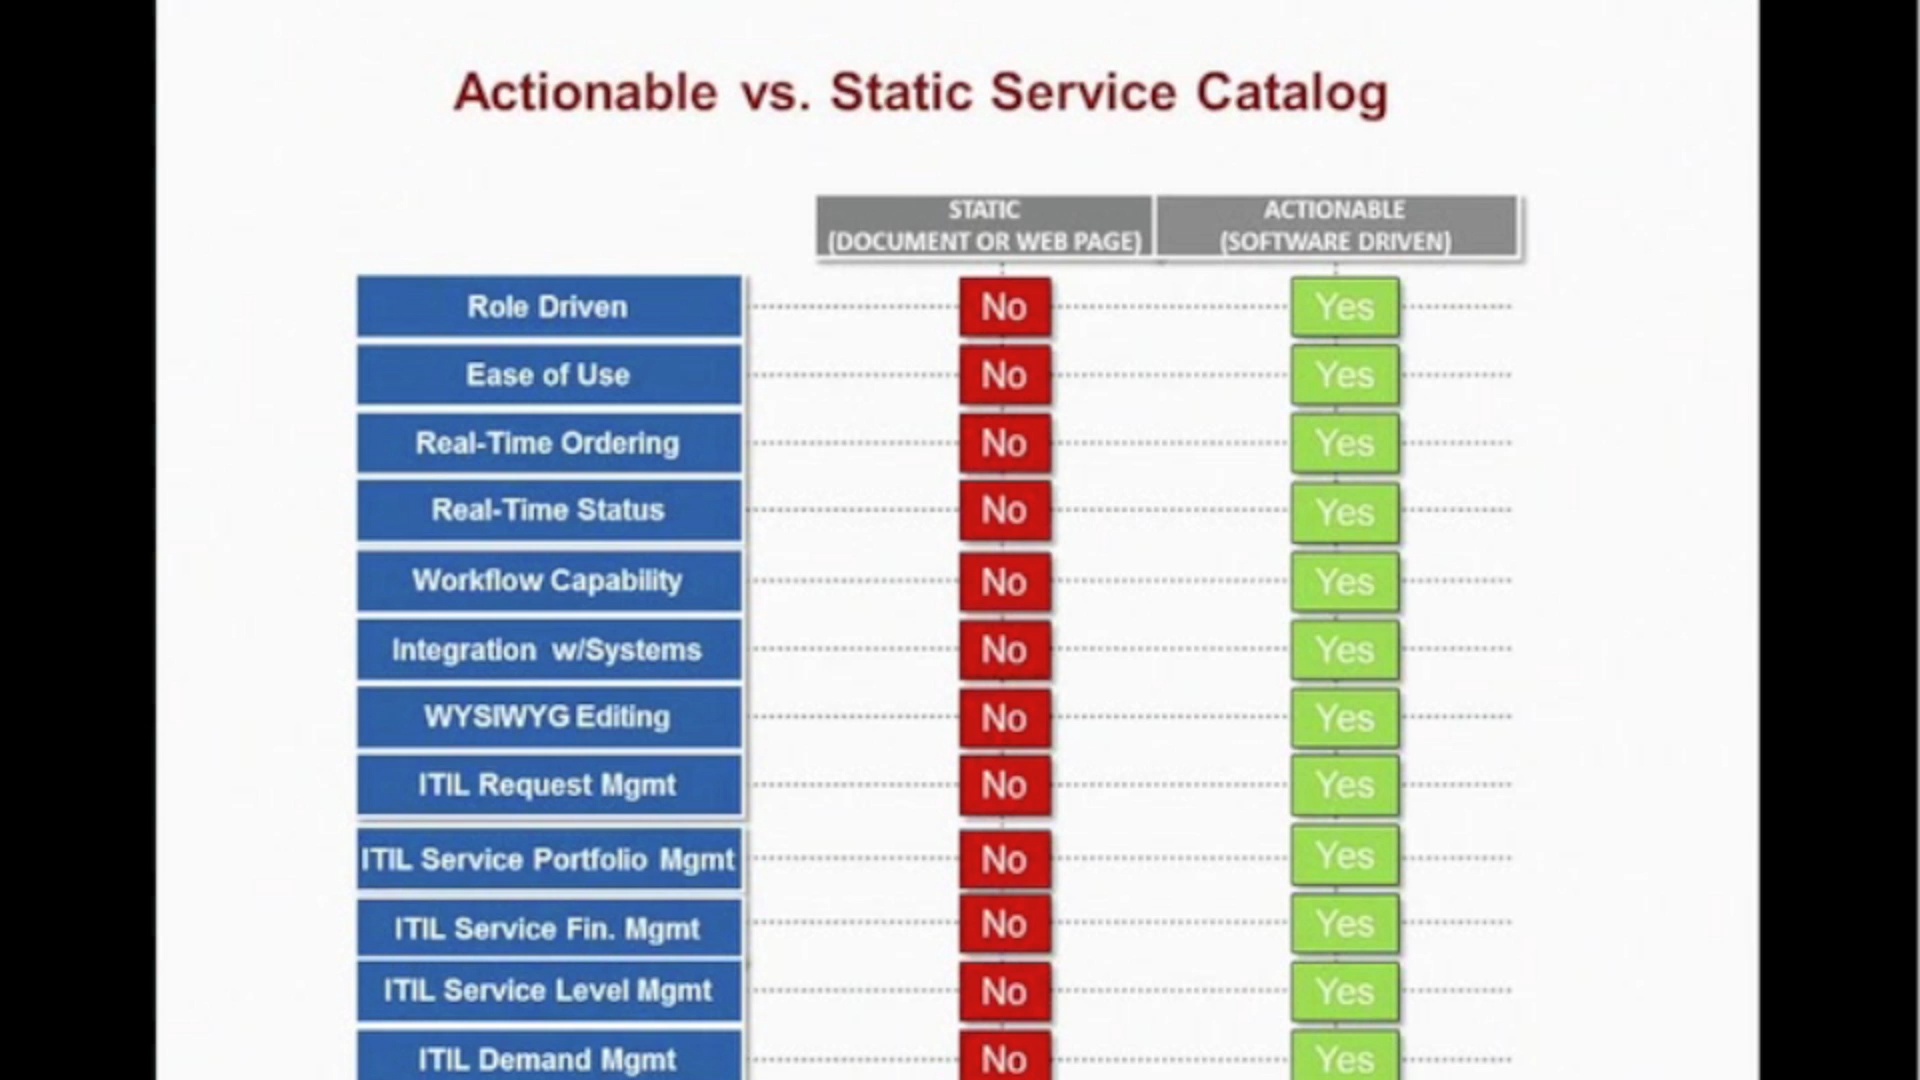 Actionable vs. Static Service Catalog
STATIC
(DOCUMENT OR WEB PAGE)
ACTIONABLE
(SOFTWARE DRIVEN)
Role Driven No Yes
Ease of Use No Yes
Real-Time Ordering No Yes
Real-Time Status No Yes
Workflow Capability No Yes
Integration w/Systems No Yes
WYSIWYG Editing No Yes
ITIL Request Mgmt No Yes
ITIL Service Portfolio Mgmt No Yes
ITIL Service Fin. Mgmt No Yes
ITIL Service Level Mgmt No Yes
ITIL Demand Mgmt No Yes